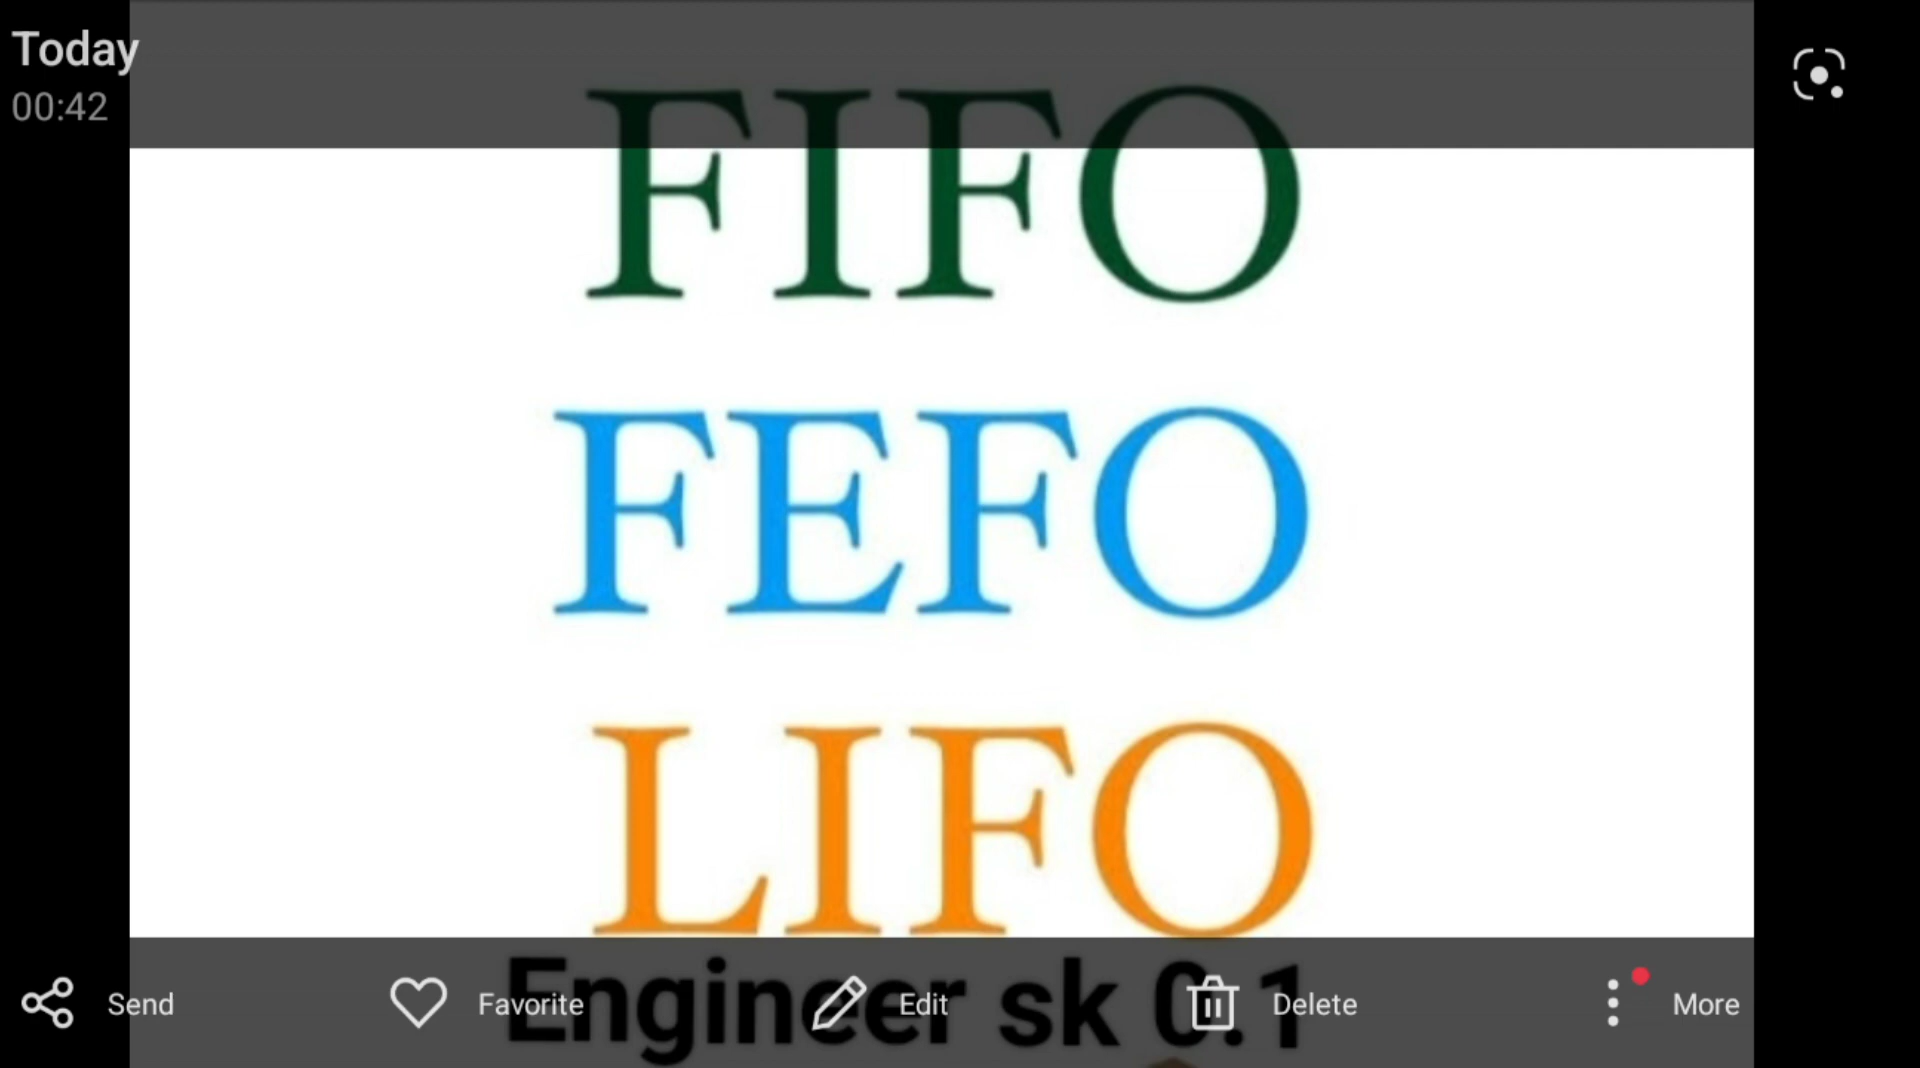 Today
00:42
FIFO
FEFO
LIFO
Engineer sk 0.1
Send Favorite Edit Delete More